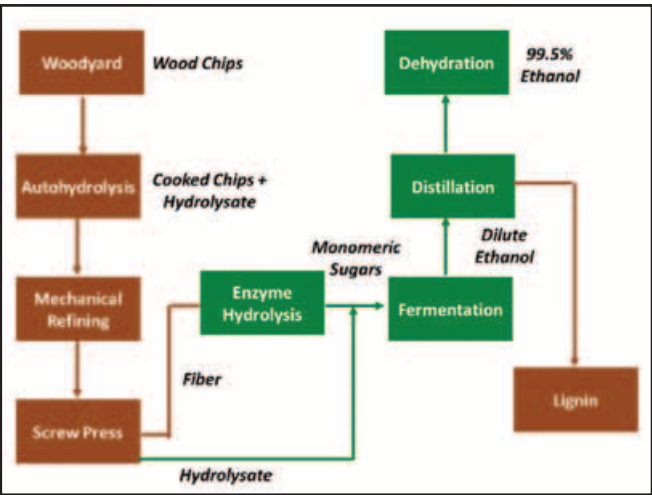 Woodyard
Wood Chips
Autohydrolysis
Cooked Chips +
Hydrolysate
Mechanical
Refining
Screw Press
Fiber
Hydrolysate
Enzyme
Hydrolysis
Monomeric
Sugars
Fermentation
Dilute
Ethanol
Distillation
Dehydration
99.5%
Ethanol
Lignin